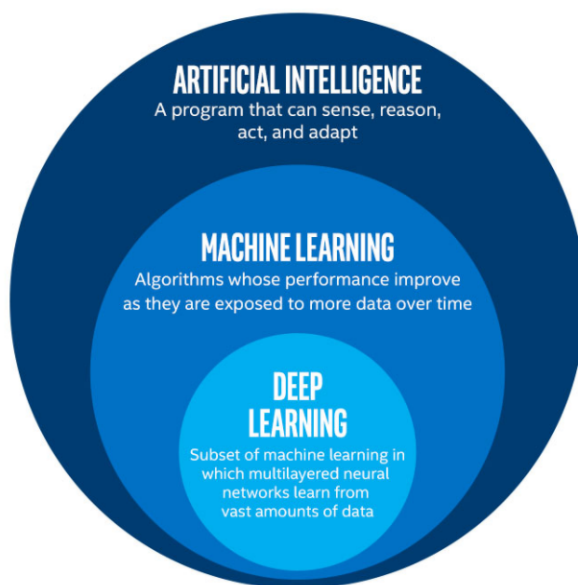 ARTIFICIAL INTELLIGENCE
A program that can sense, reason,
act, and adapt
MACHINE LEARNING
Algorithms whose performance improve
as they are exposed to more data over time
DEEP
LEARNING
Subset of machine learning in
which multilayered neural
networks learn from
vast amounts of data